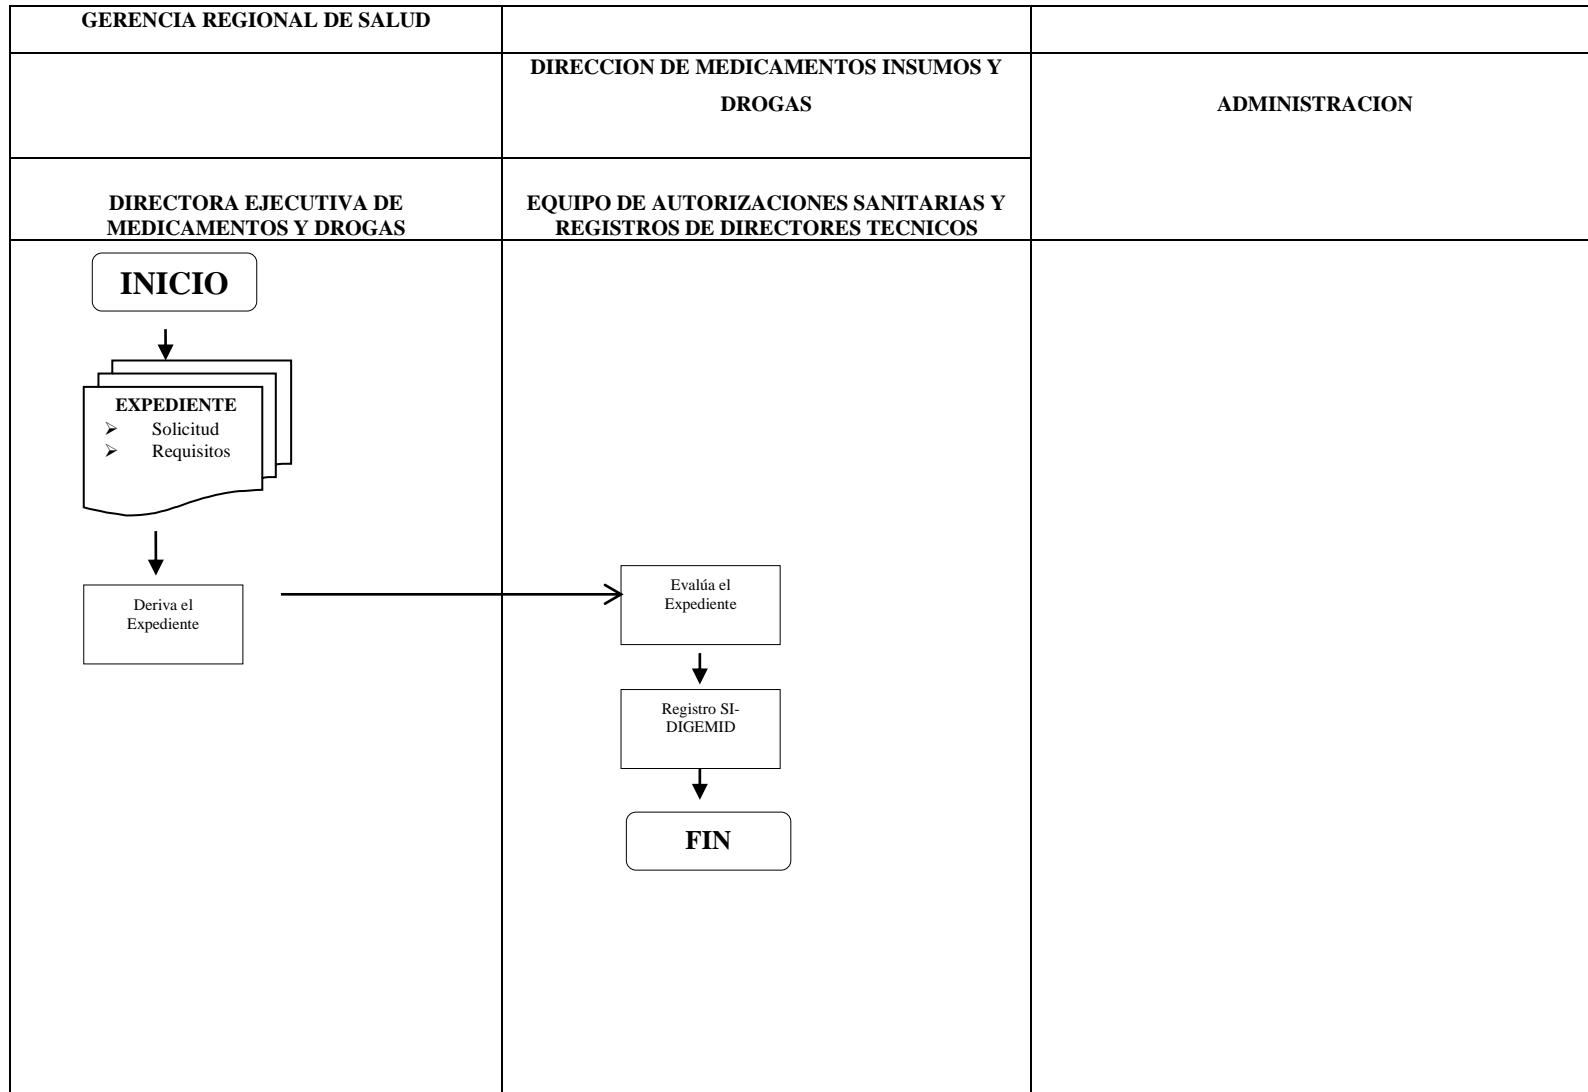 GERENCIA REGIONAL DE SALUD
DIRECCION DE MEDICAMENTOS INSUMOS Y
DROGAS
ADMINISTRACION
DIRECTORA EJECUTIVA DE
MEDICAMENTOS Y DROGAS
EQUIPO DE AUTORIZACIONES SANITARIAS Y
REGISTROS DE DIRECTORES TECNICOS
INICIO
EXPEDIENTE
➢ Solicitud
➢ Requisitos
Deriva el
Expediente
Evalúa el
Expediente
Registro SI-
DIGEMID
FIN